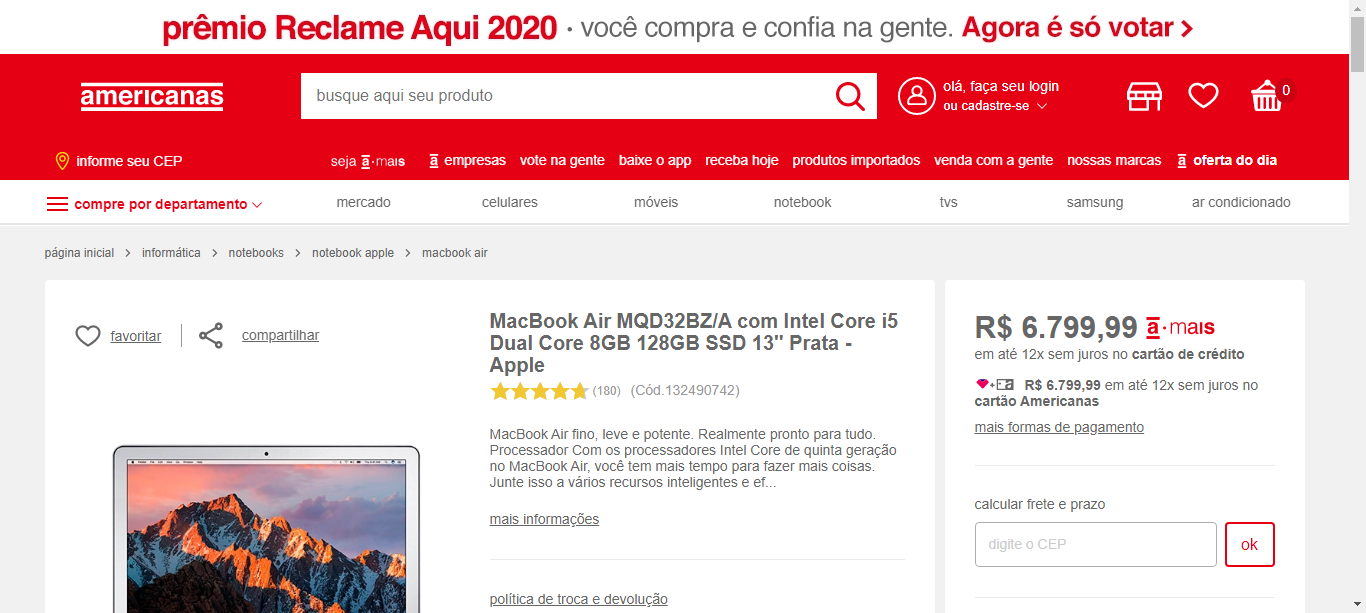 prêmio Reclame Aqui 2020 · você compra e confia na gente. Agora é só votar >
americanas
busque aqui seu produto
olá, faça seu login
ou cadastre-se
0
informe seu CEP
seja a·mais
a empresas
vote na gente
baixe o app
receba hoje
produtos importados
venda com a gente
nossas marcas
a oferta do dia
compre por departamento
mercado
celulares
móveis
notebook
tvs
samsung
ar condicionado
página inicial > informática > notebooks > notebook apple > macbook air
favoritar
compartilhar
MacBook Air MQD32BZ/A com Intel Core i5
Dual Core 8GB 128GB SSD 13" Prata -
Apple
(180) (Cód.132490742)
MacBook Air fino, leve e potente. Realmente pronto para tudo.
Processador Com os processadores Intel Core de quinta geração
no MacBook Air, você tem mais tempo para fazer mais coisas.
Junte isso a vários recursos inteligentes e ef...
mais informações
política de troca e devolução
R$ 6.799,99 a·mais
em até 12x sem juros no cartão de crédito
+ R$ 6.799,99 em até 12x sem juros no
cartão Americanas
mais formas de pagamento
calcular frete e prazo
digite o CEP
ok